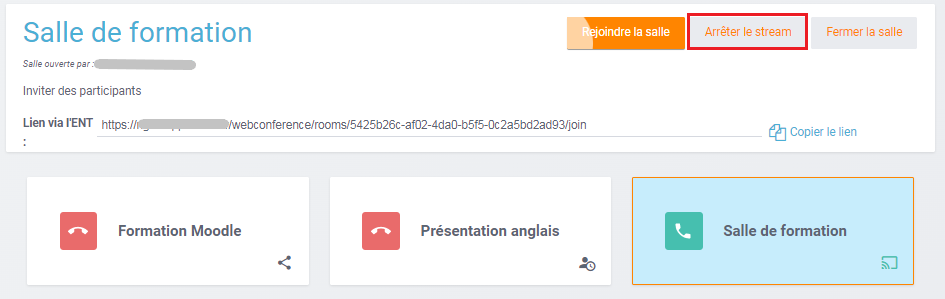 Salle de formation
Rejoindre la salle
Arrêter le stream
Fermer la salle
Salle ouverte par :
Inviter des participants
Lien via l'ENT https:// /webconference/rooms/5425b26c-af02-4da0-b5f5-0c2a5bd2ad93/join
:
Copier le lien
Formation Moodle
Présentation anglais
Salle de formation